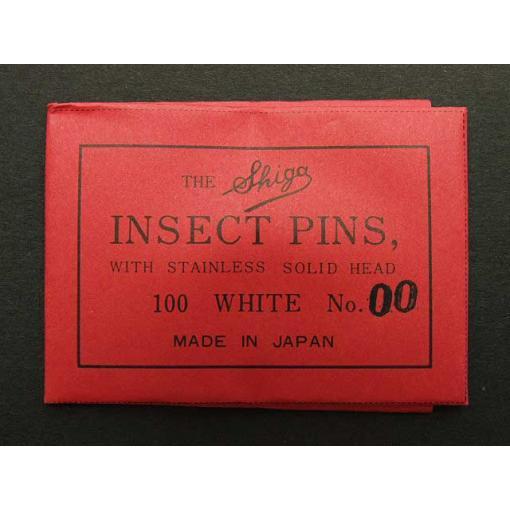 THE Shiga
INSECT PINS,
WITH STAINLESS SOLID HEAD
100 WHITE No. 00
MADE IN JAPAN